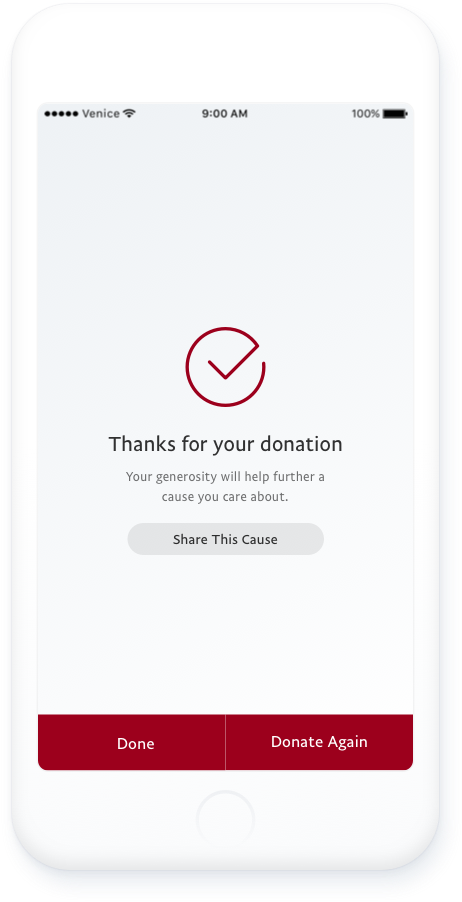 Venice 9:00 AM 100%
Thanks for your donation
Your generosity will help further a
cause you care about.
Share This Cause
Done Donate Again